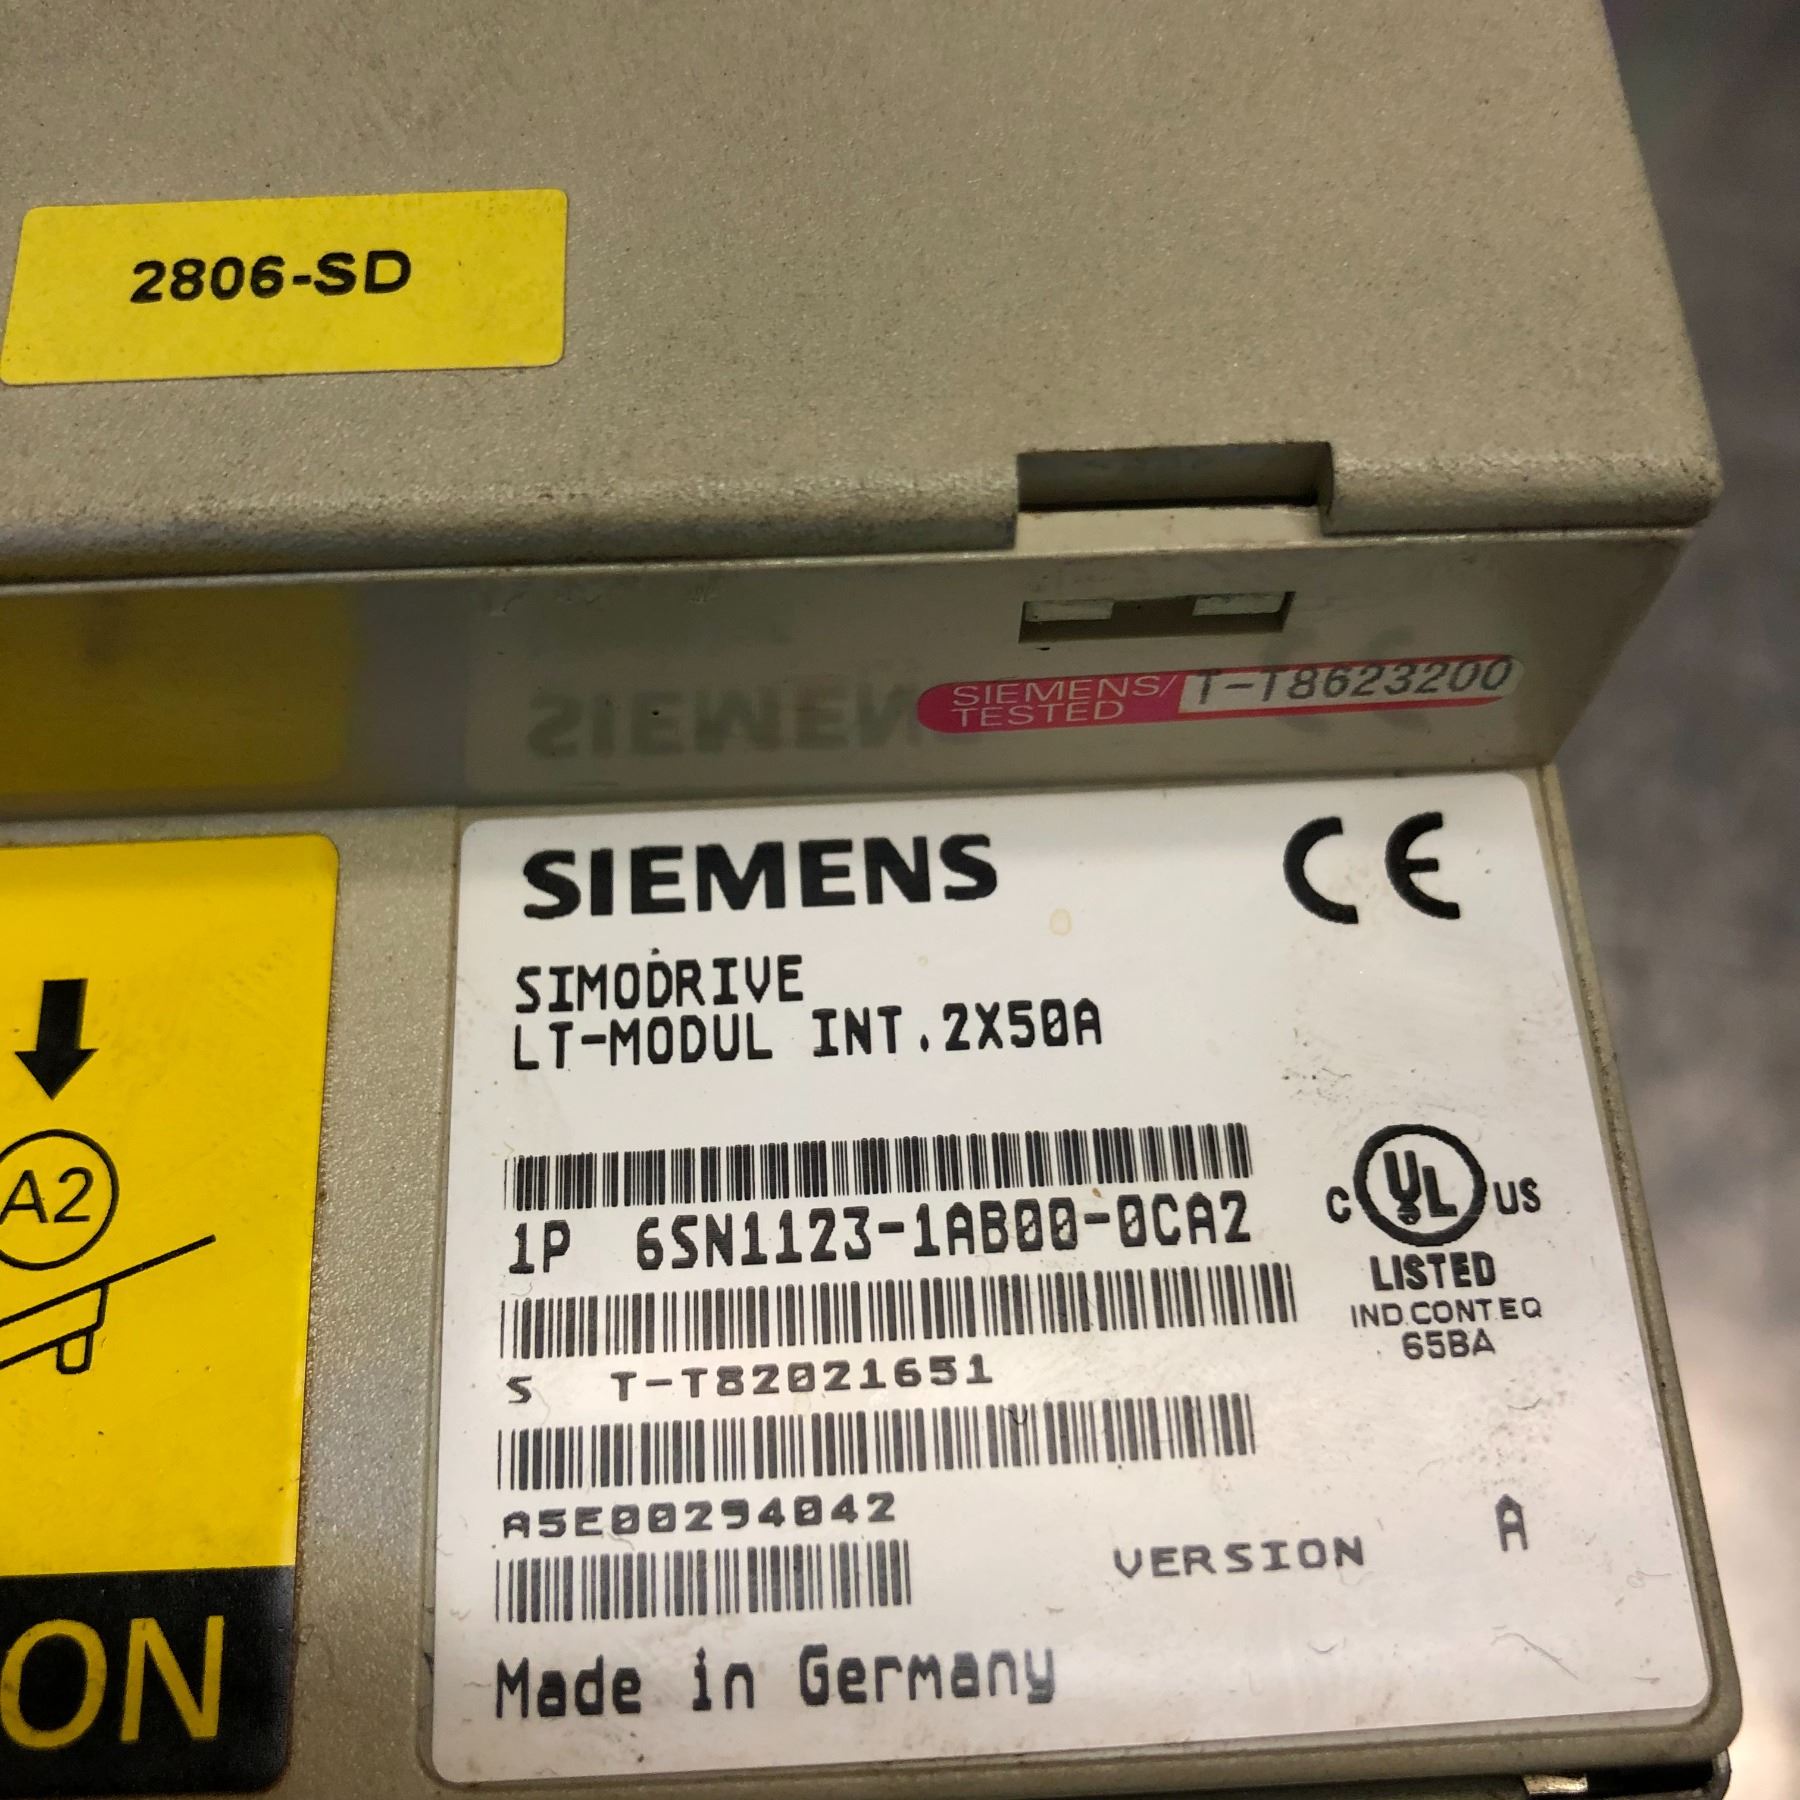 2806-SD
SIEMENS/
TESTED
T-T8623200
SIEMENS
CE
SIMODRIVE
LT-MODUL INT.2X50A
1P 6SN1123-1AB00-0CA2
C UL US
LISTED
IND.CONT.EQ
65BA
S T-T82021651
A5E00294042
VERSION A
Made in Germany
A2
ON